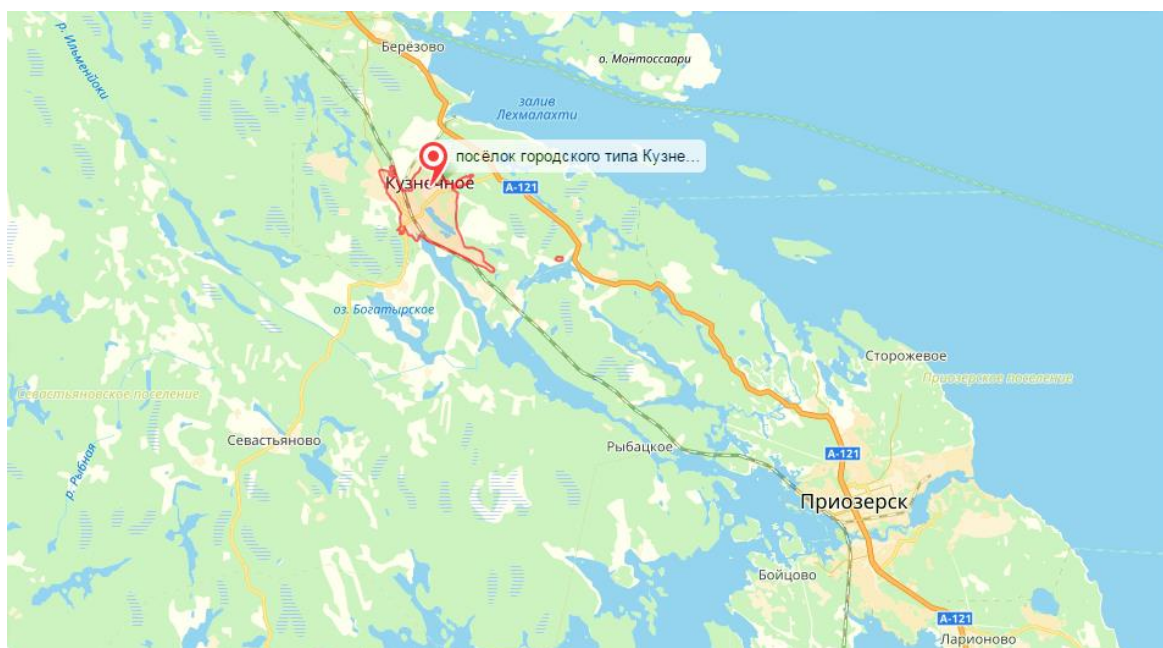 р. Ильменйоки
Берёзово
о. Монтоссаари
залив
Лехмалахти
посёлок городского типа Кузне...
Кузнечное
А-121
оз. Богатырское
Сторожевое
Приозерское поселение
Севастьяновское поселение
Севастьяново
Рыбацкое
А-121
р. Рыбная
Приозерск
Бойцово
А-121
Ларионово